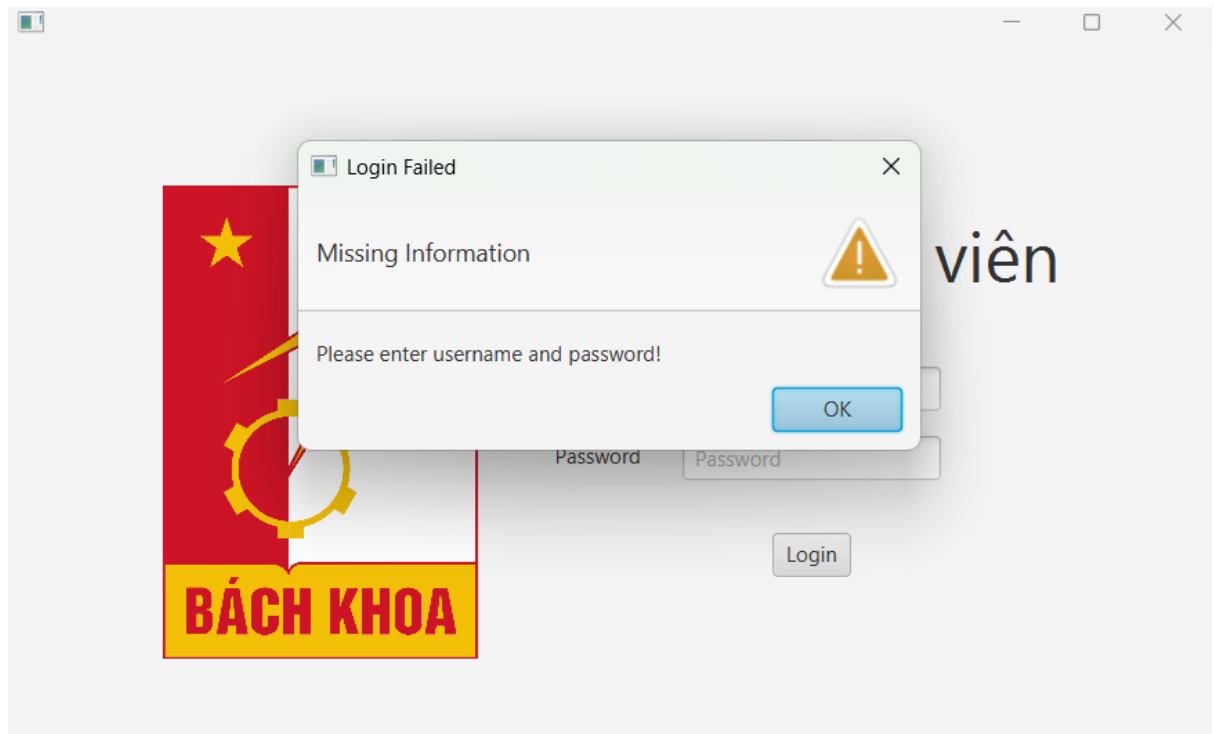 Login Failed
Missing Information
viên
Please enter username and password!
OK
Password
Password
Login
BÁCH KHOA